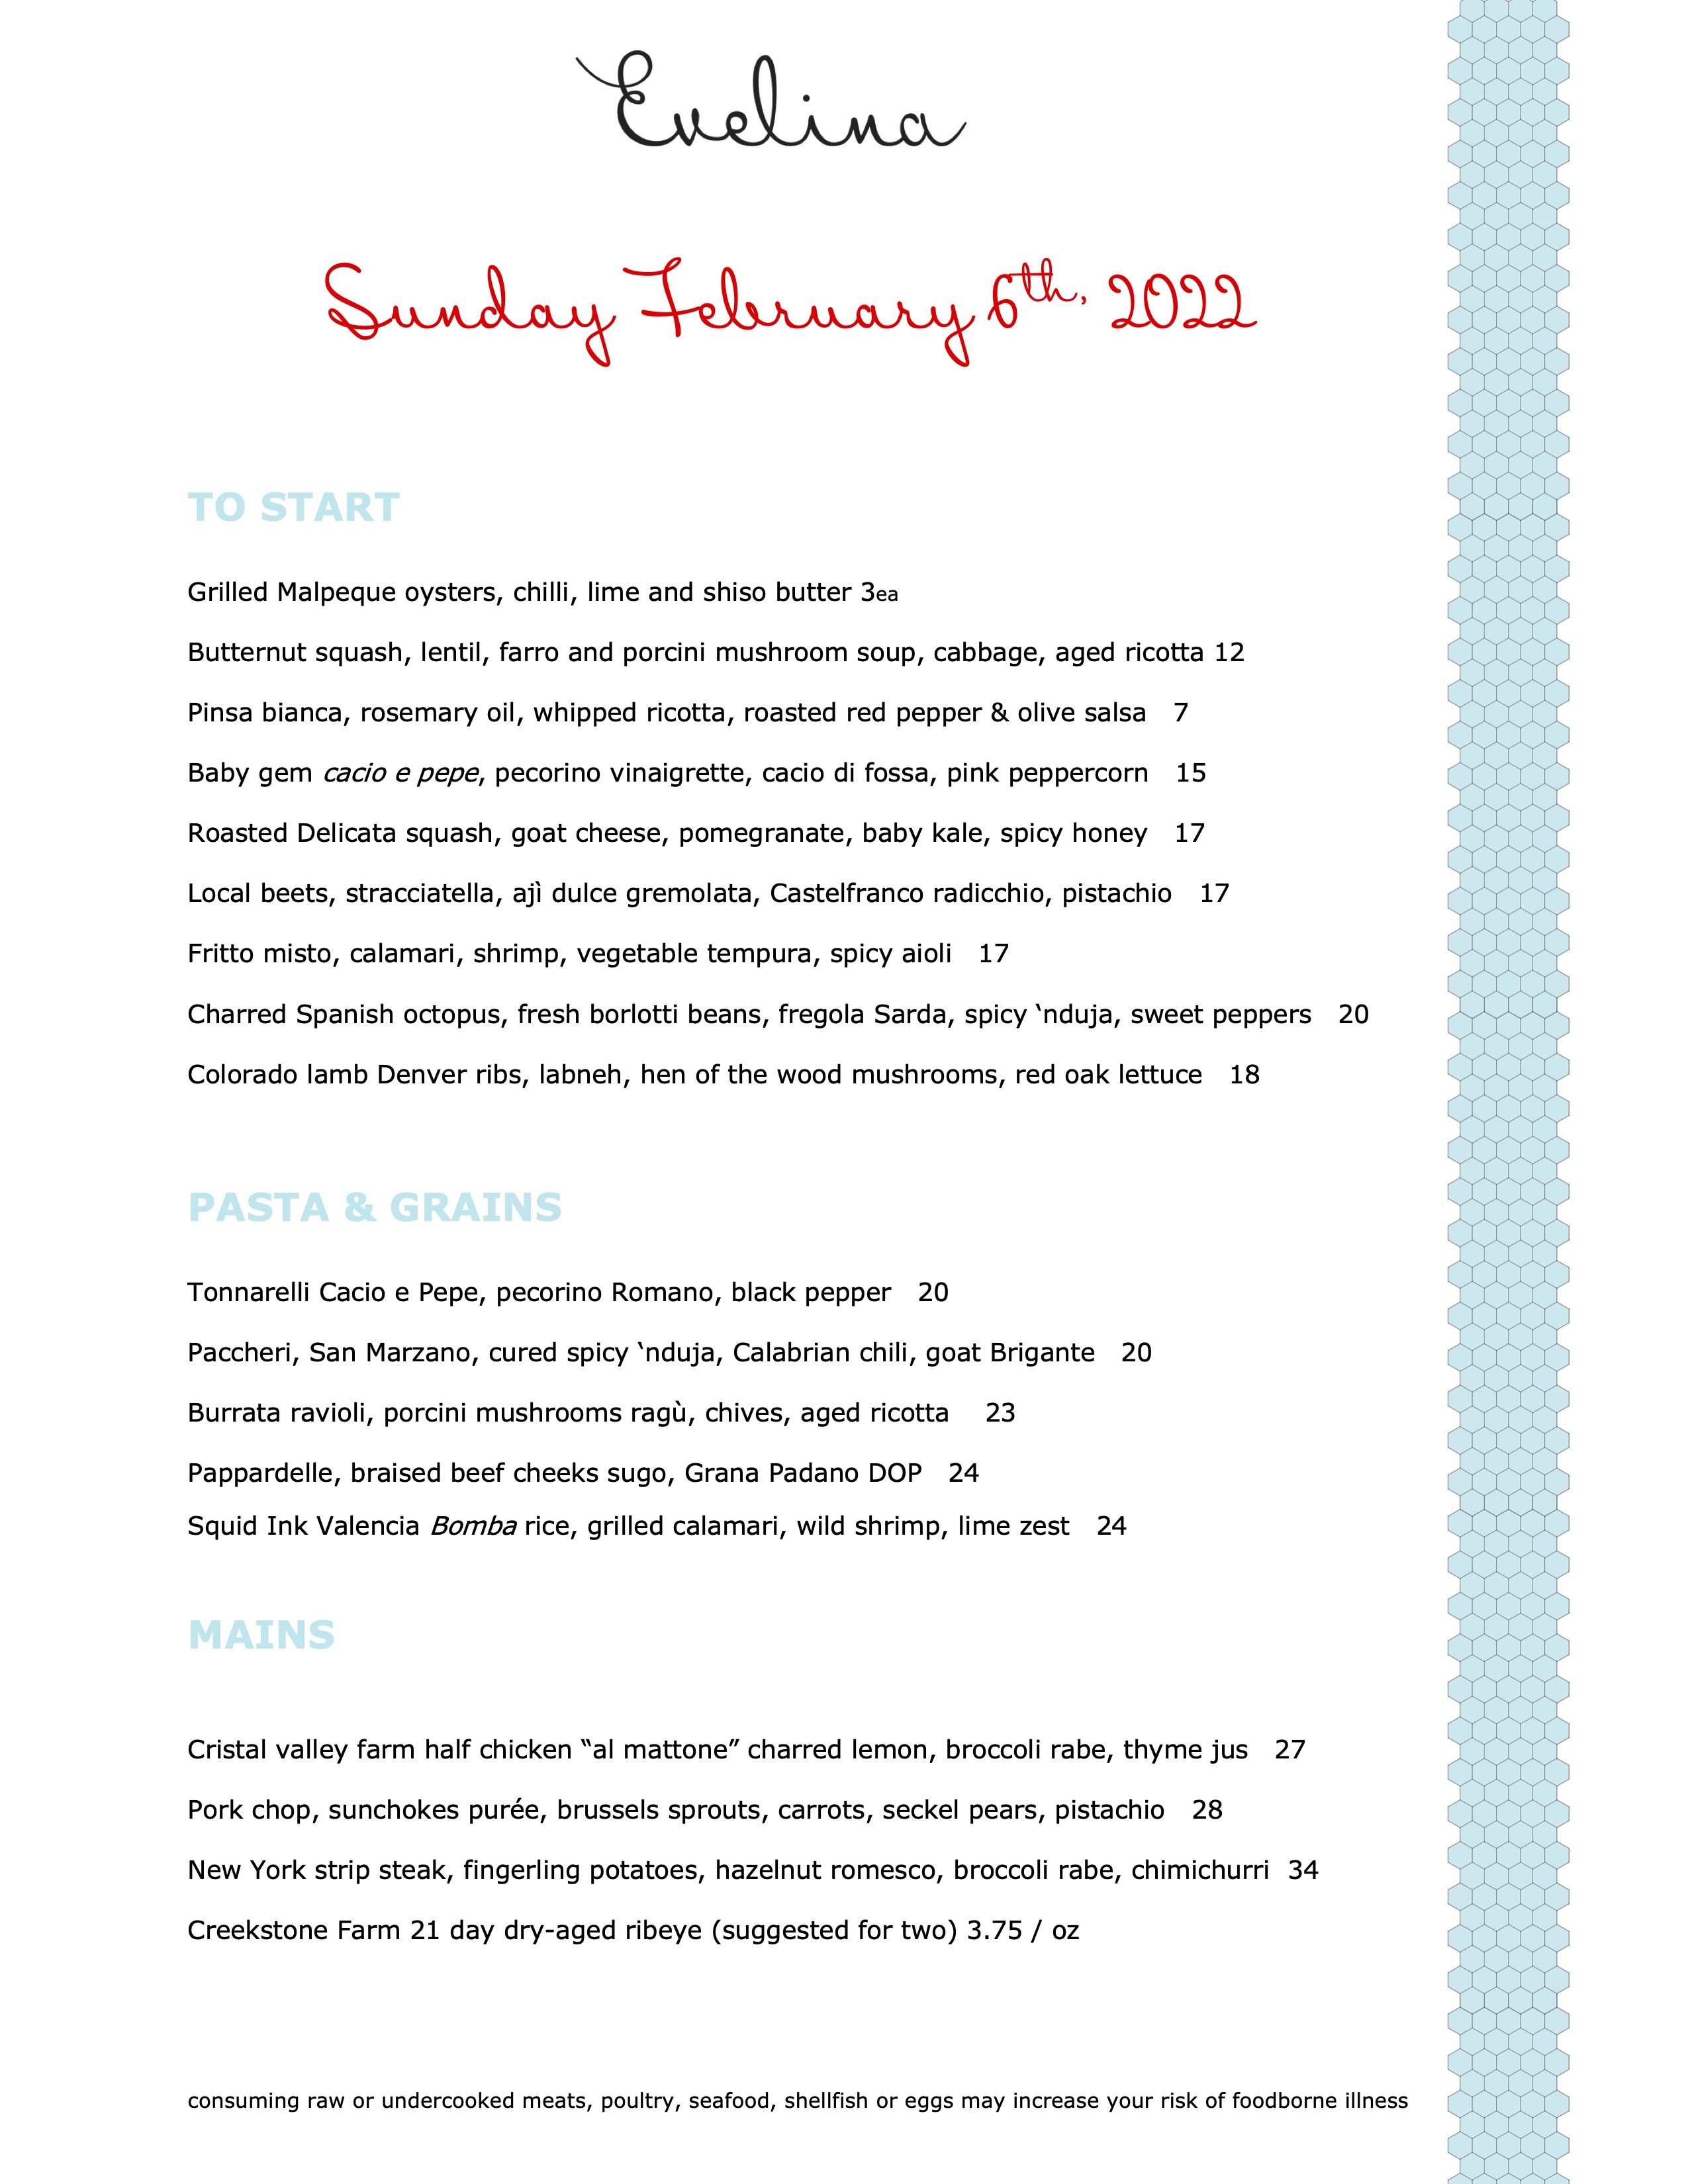 Evelina
Sunday February 6th, 2022
TO START
Grilled Malpeque oysters, chilli, lime and shiso butter 3ea
Butternut squash, lentil, farro and porcini mushroom soup, cabbage, aged ricotta 12
Pinsa bianca, rosemary oil, whipped ricotta, roasted red pepper & olive salsa 7
Baby gem cacio e pepe, pecorino vinaigrette, cacio di fossa, pink peppercorn 15
Roasted Delicata squash, goat cheese, pomegranate, baby kale, spicy honey 17
Local beets, stracciatella, ajì dulce gremolata, Castelfranco radicchio, pistachio 17
Fritto misto, calamari, shrimp, vegetable tempura, spicy aioli 17
Charred Spanish octopus, fresh borlotti beans, fregola Sarda, spicy ‘nduja, sweet peppers 20
Colorado lamb Denver ribs, labneh, hen of the wood mushrooms, red oak lettuce 18
PASTA & GRAINS
Tonnarelli Cacio e Pepe, pecorino Romano, black pepper 20
Paccheri, San Marzano, cured spicy ‘nduja, Calabrian chili, goat Brigante 20
Burrata ravioli, porcini mushrooms ragù, chives, aged ricotta 23
Pappardelle, braised beef cheeks sugo, Grana Padano DOP 24
Squid Ink Valencia Bomba rice, grilled calamari, wild shrimp, lime zest 24
MAINS
Cristal valley farm half chicken “al mattone” charred lemon, broccoli rabe, thyme jus 27
Pork chop, sunchokes purée, brussels sprouts, carrots, seckel pears, pistachio 28
New York strip steak, fingerling potatoes, hazelnut romesco, broccoli rabe, chimichurri 34
Creekstone Farm 21 day dry-aged ribeye (suggested for two) 3.75 / oz
consuming raw or undercooked meats, poultry, seafood, shellfish or eggs may increase your risk of foodborne illness